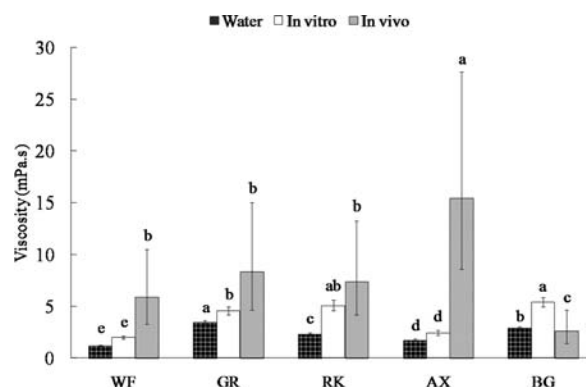 Water In vitro In vivo
30
25
20
15
10
5
0
Viscosity (mPa.s)
e e b
a b b
c ab b
d d a
b a c
WF GR RK AX BG